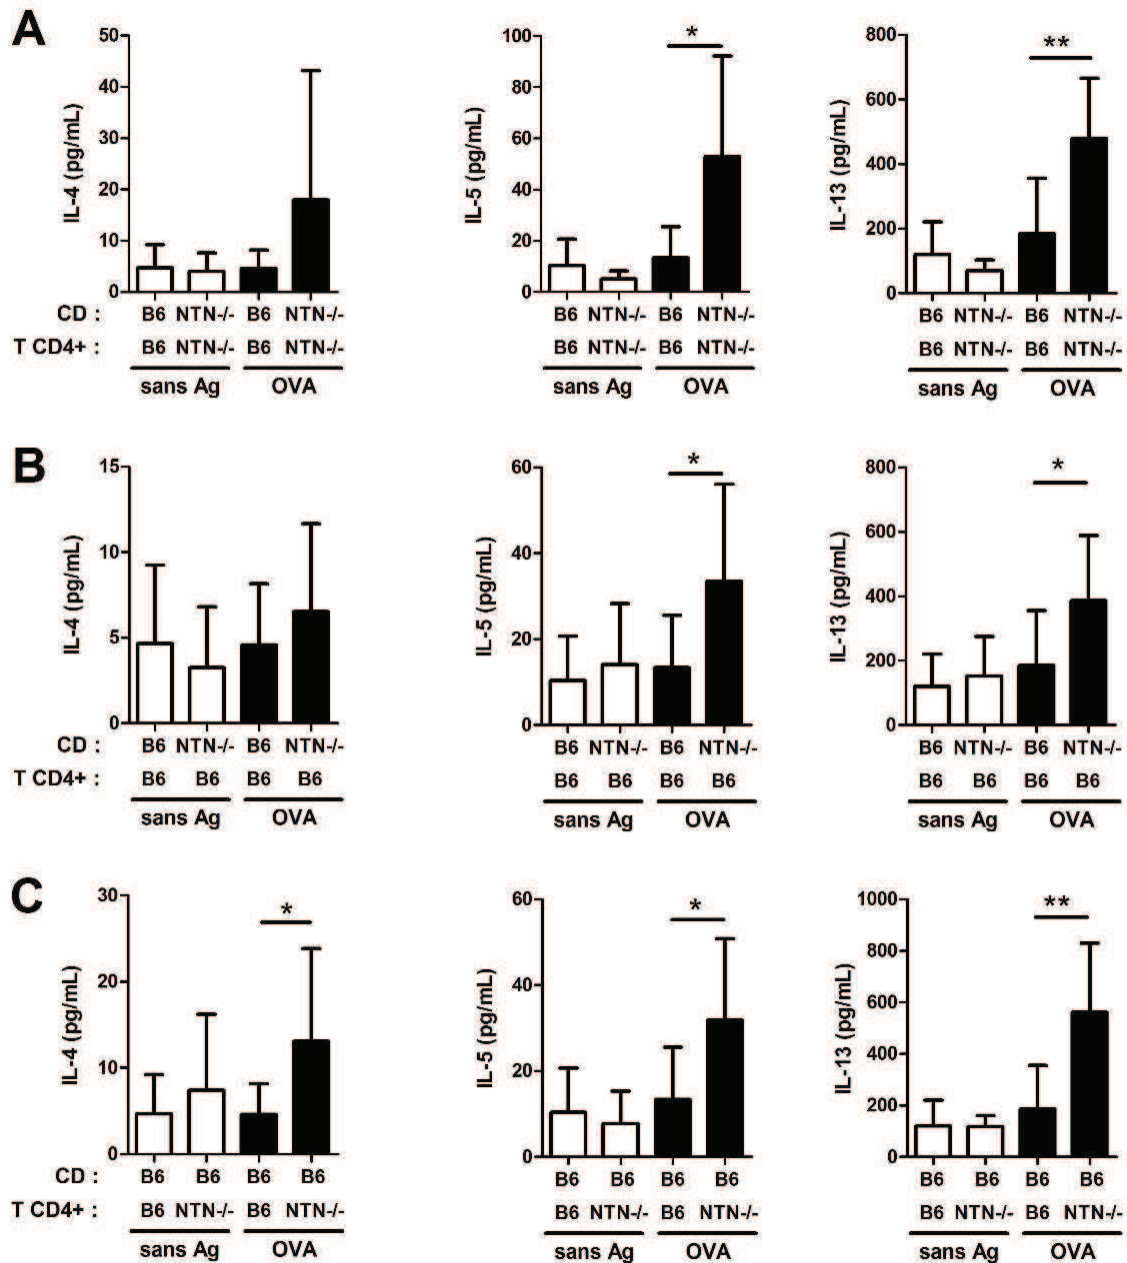 A
IL-4 (pg/mL)
50
40
30
20
10
0
CD : B6 NTN-/- B6 NTN-/-
T CD4+ : B6 NTN-/- B6 NTN-/-
sans Ag OVA
IL-5 (pg/mL)
100
80
60
40
20
0
*
B6 NTN-/- B6 NTN-/-
B6 NTN-/- B6 NTN-/-
sans Ag OVA
IL-13 (pg/mL)
800
600
400
200
0
**
B6 NTN-/- B6 NTN-/-
B6 NTN-/- B6 NTN-/-
sans Ag OVA
B
IL-4 (pg/mL)
15
10
5
0
CD : B6 NTN-/- B6 NTN-/-
T CD4+ : B6 B6 B6 B6
sans Ag OVA
IL-5 (pg/mL)
60
40
20
0
*
B6 NTN-/- B6 NTN-/-
B6 B6 B6 B6
sans Ag OVA
IL-13 (pg/mL)
800
600
400
200
0
*
B6 NTN-/- B6 NTN-/-
B6 B6 B6 B6
sans Ag OVA
C
IL-4 (pg/mL)
30
20
10
0
*
CD : B6 B6 B6 B6
T CD4+ : B6 NTN-/- B6 NTN-/-
sans Ag OVA
IL-5 (pg/mL)
60
40
20
0
*
B6 B6 B6 B6
B6 NTN-/- B6 NTN-/-
sans Ag OVA
IL-13 (pg/mL)
1000
800
600
400
200
0
**
B6 B6 B6 B6
B6 NTN-/- B6 NTN-/-
sans Ag OVA